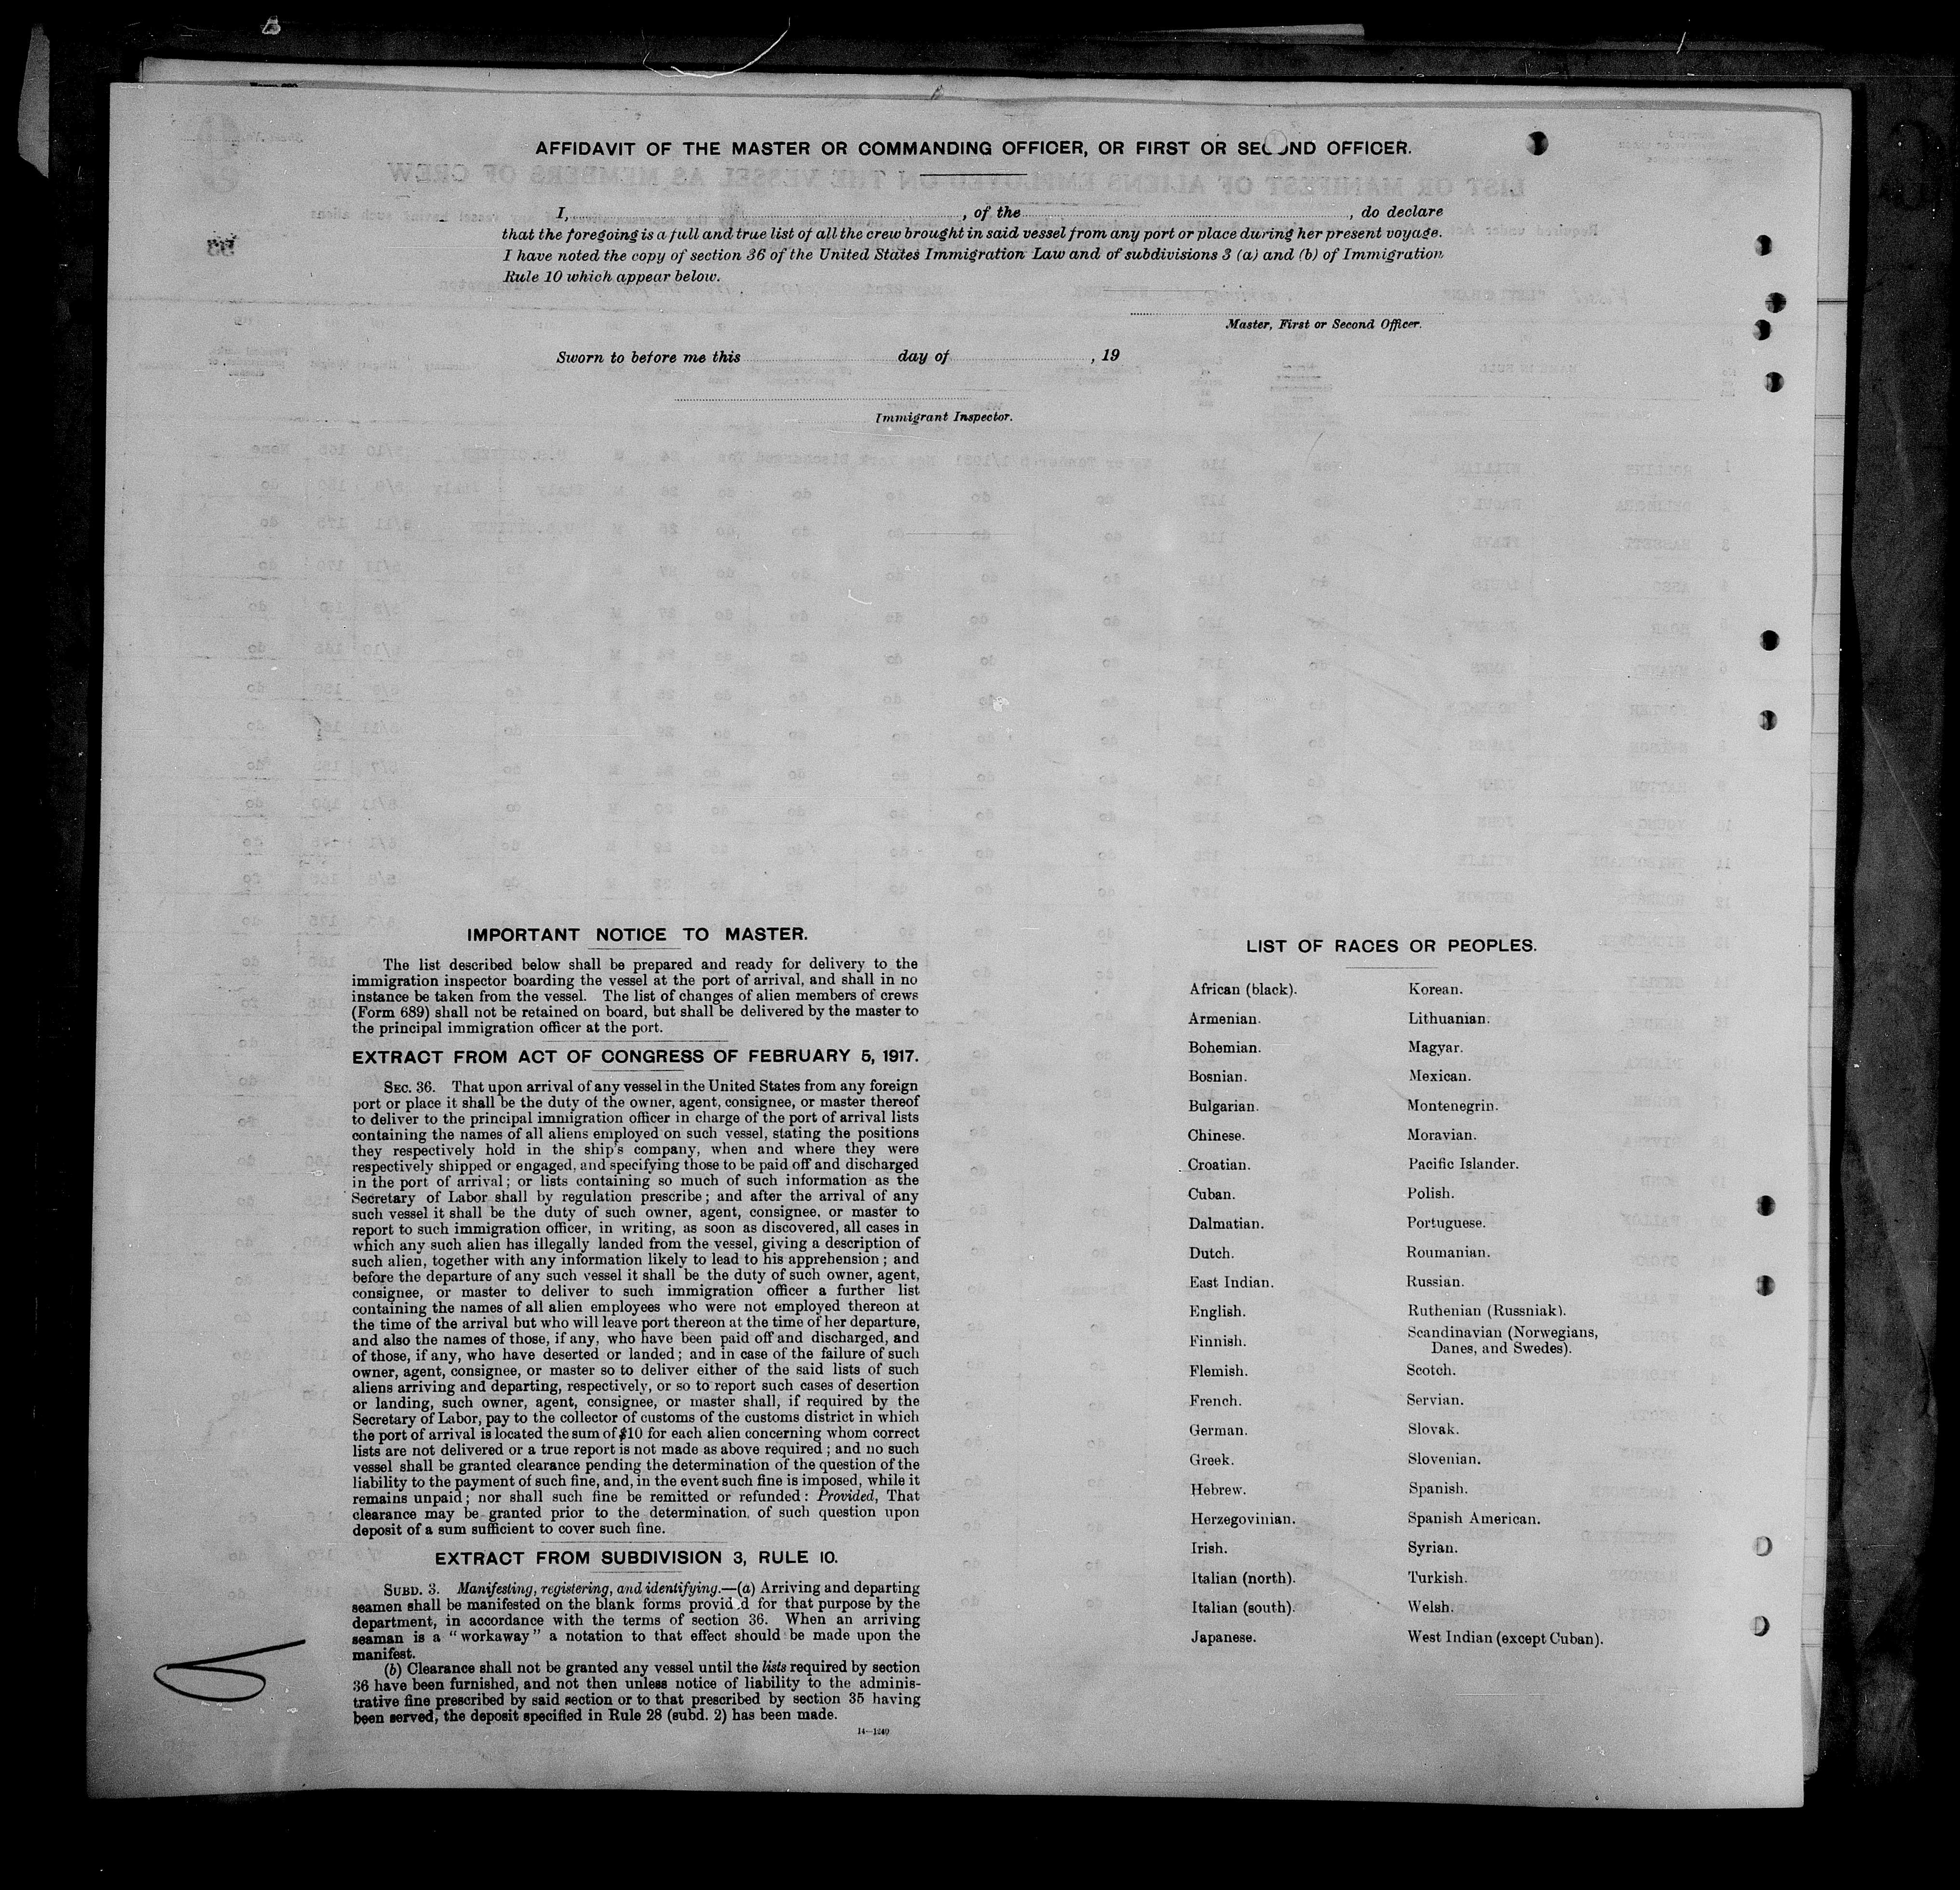 AFFIDAVIT OF THE MASTER OR COMMANDING OFFICER, OR FIRST OR SECOND OFFICER.
I, , of the , do declare
that the foregoing is a full and true list of all the crew brought in said vessel from any port or place during her present voyage.
I have noted the copy of section 36 of the United States Immigration Law and of subdivisions 3 (a) and (b) of Immigration
Rule 10 which appear below.
Master, First or Second Officer.
Sworn to before me this day of , 19
Immigrant Inspector.
IMPORTANT NOTICE TO MASTER.
The list described below shall be prepared and ready for delivery to the
immigration inspector boarding the vessel at the port of arrival, and shall in no
instance be taken from the vessel. The list of changes of alien members of crews
(Form 689) shall not be retained on board, but shall be delivered by the master to
the principal immigration officer at the port.
EXTRACT FROM ACT OF CONGRESS OF FEBRUARY 5, 1917.
SEC. 36. That upon arrival of any vessel in the United States from any foreign
port or place it shall be the duty of the owner, agent, consignee, or master thereof
to deliver to the principal immigration officer in charge of the port of arrival lists
containing the names of all aliens employed on such vessel, stating the positions
they respectively hold in the ship's company, when and where they were
respectively shipped or engaged, and specifying those to be paid off and discharged
in the port of arrival; or lists containing so much of such information as the
Secretary of Labor shall by regulation prescribe; and after the arrival of any
such vessel it shall be the duty of such owner, agent, consignee, or master to
report to such immigration officer, in writing, as soon as discovered, all cases in
which any such alien has illegally landed from the vessel, giving a description of
such alien, together with any information likely to lead to his apprehension; and
before the departure of any such vessel it shall be the duty of such owner, agent,
consignee, or master to deliver to such immigration officer a further list
containing the names of all alien employees who were not employed thereon at
the time of the arrival but who will leave port thereon at the time of her departure,
and also the names of those, if any, who have been paid off and discharged, and
of those, if any, who have deserted or landed; and in case of the failure of such
owner, agent, consignee, or master so to deliver either of the said lists of such
aliens arriving and departing, respectively, or so to report such cases of desertion
or landing, such owner, agent, consignee, or master shall, if required by the
Secretary of Labor, pay to the collector of customs of the customs district in which
the port of arrival is located the sum of $10 for each alien concerning whom correct
lists are not delivered or a true report is not made as above required; and no such
vessel shall be granted clearance pending the determination of the question of the
liability to the payment of such fine, and, in the event such fine is imposed, while it
remains unpaid; nor shall such fine be remitted or refunded: Provided, That
clearance may be granted prior to the determination of such question upon
deposit of a sum sufficient to cover such fine.
EXTRACT FROM SUBDIVISION 3, RULE 10.
SUBD. 3. Manifesting, registering, and identifying.—(a) Arriving and departing
seamen shall be manifested on the blank forms provided for that purpose by the
department, in accordance with the terms of section 36. When an arriving
seaman is a "workaway" a notation to that effect should be made upon the
manifest.
(b) Clearance shall not be granted any vessel until the lists required by section
36 have been furnished, and not then unless notice of liability to the adminis-
trative fine prescribed by said section or to that prescribed by section 35 having
been served, the deposit specified in Rule 28 (subd. 2) has been made.
14—1240
LIST OF RACES OR PEOPLES.
African (black).
Armenian.
Bohemian.
Bosnian.
Bulgarian.
Chinese.
Croatian.
Cuban.
Dalmatian.
Dutch.
East Indian.
English.
Finnish.
Flemish.
French.
German.
Greek.
Hebrew.
Herzegovinian.
Irish.
Italian (north).
Italian (south).
Japanese.
Korean.
Lithuanian.
Magyar.
Mexican.
Montenegrin.
Moravian.
Pacific Islander.
Polish.
Portuguese.
Roumanian.
Russian.
Ruthenian (Russniak).
Scandinavian (Norwegians,
Danes, and Swedes).
Scotch.
Servian.
Slovak.
Slovenian.
Spanish.
Spanish American.
Syrian.
Turkish.
Welsh.
West Indian (except Cuban).